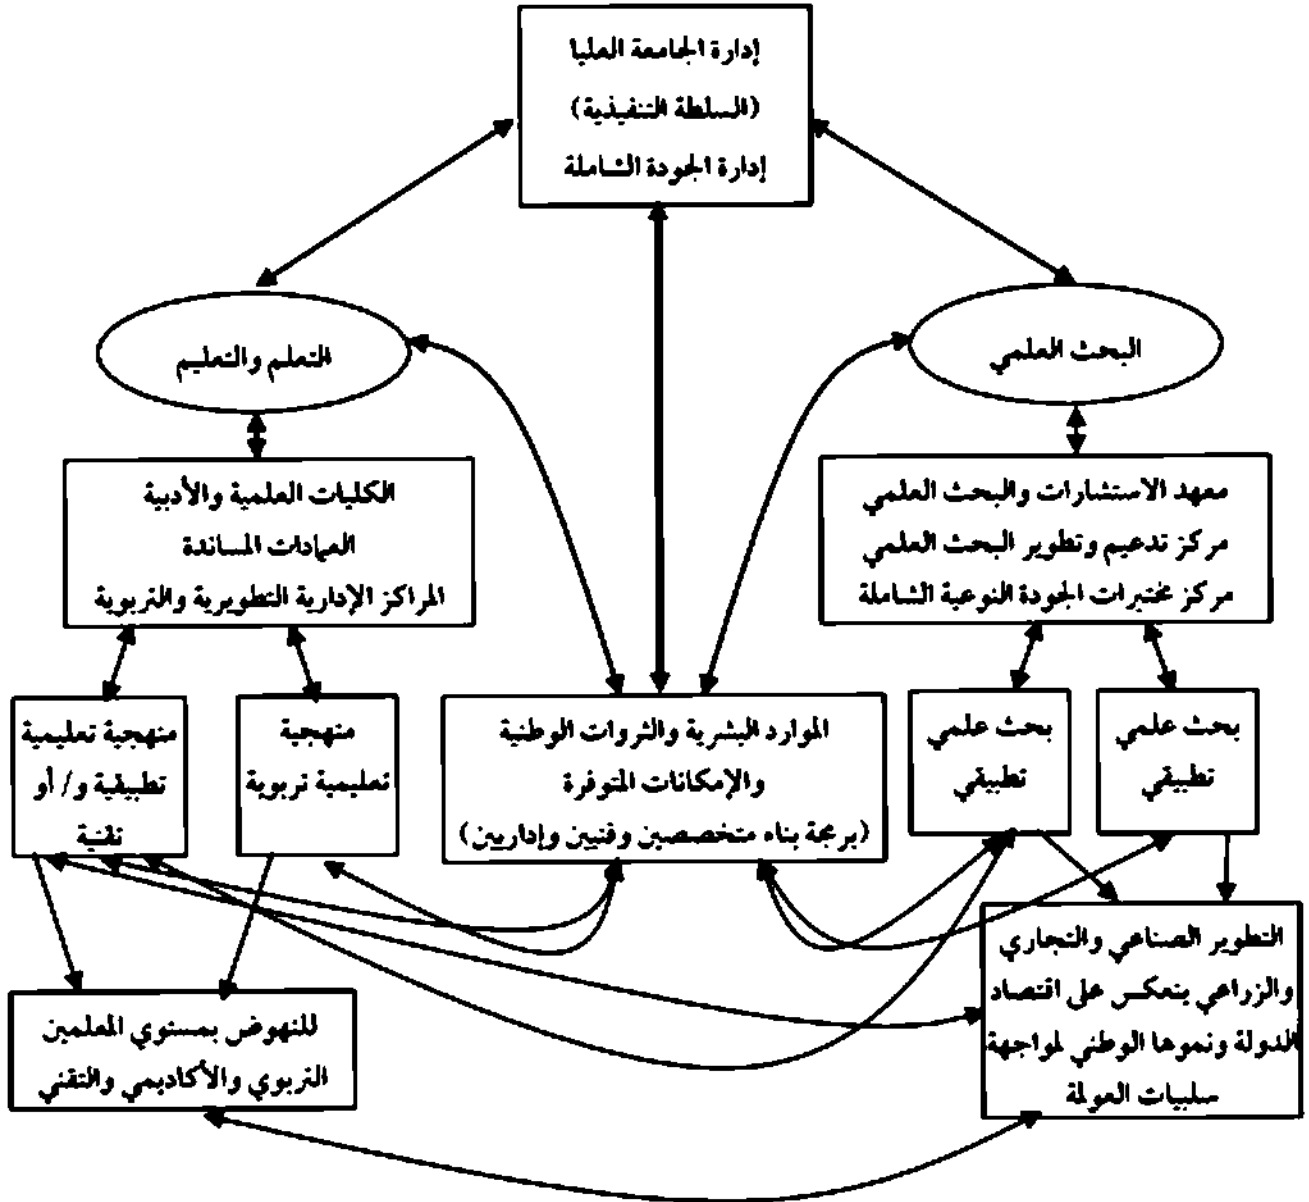 إدارة الجامعة العليا
(السلطة التنفيذية)
إدارة الجودة الشاملة
البحث العلمي
التعلم والتعليم
معهد الاستشارات والبحث العلمي
مركز تدعيم وتطوير البحث العلمي
مركز مختبرات الجودة النوعية الشاملة
الكليات العلمية والأدبية
العمادات المساندة
المراكز الإدارية التطويرية والتربوية
بحث علمي
تطبيقي
بحث علمي
تطبيقي
الموارد البشرية والثروات الوطنية
والإمكانات المتوفرة
(برمجة بناء متخصصين وفنيين وإداريين)
منهجية
تعليمية تربوية
منهجية تعليمية
تطبيقية و/ أو
تقنية
التطوير الصناعي والتجاري
والزراعي ينعكس على اقتصاد
الدولة ونموها الوطني لمواجهة
سلبيات العولمة
للنهوض بمستوي المعلمين
التربوي والأكاديمي والتقني